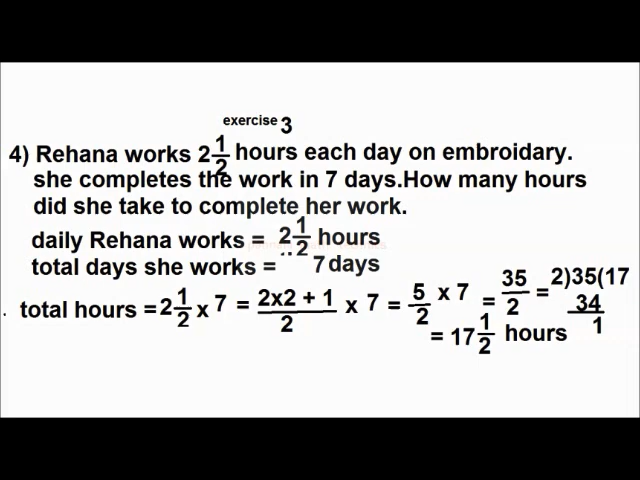 exercise 3
4) Rehana works 2 1/2 hours each day on embroidary.
she completes the work in 7 days.How many hours
did she take to complete her work.
daily Rehana works = 2 1/2 hours
total days she works = 7 days
total hours = 2 1/2 x 7 = 2x2 + 1/2 x 7 = 5/2 x 7 = 35/2 = 2)35(17
34
1
= 17 1/2 hours